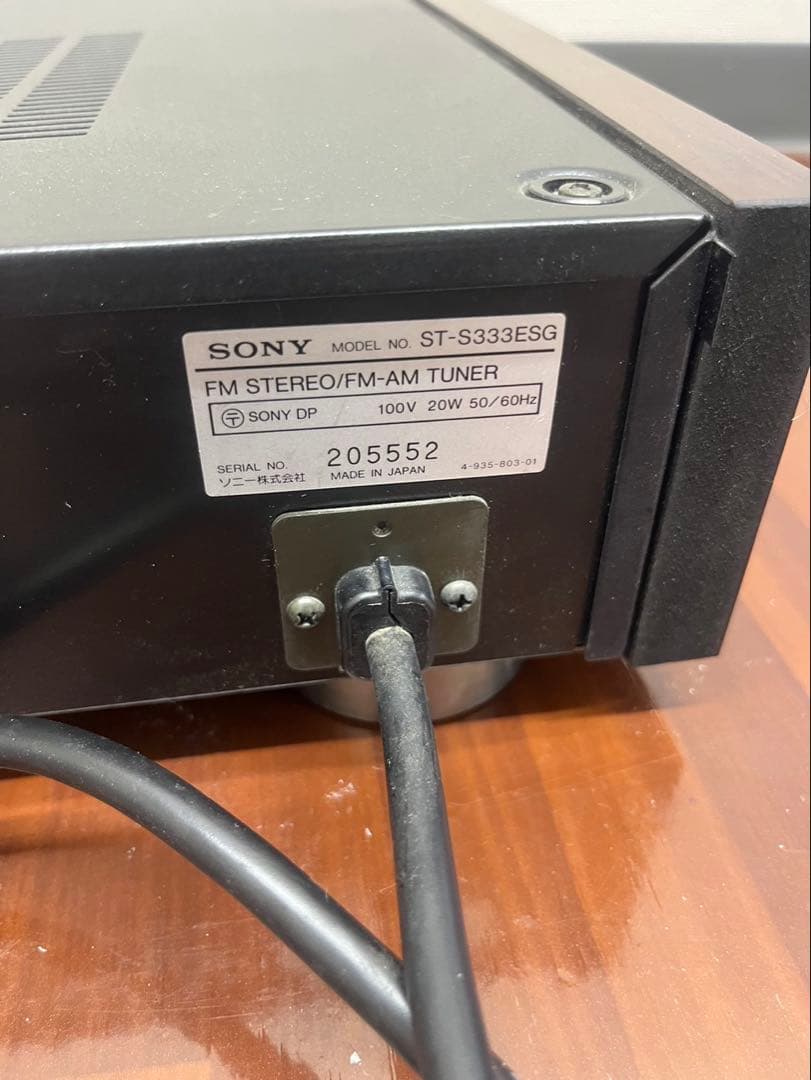 SONY MODEL NO. ST-S333ESG
FM STEREO/FM-AM TUNER
〒 SONY DP 100V 20W 50/60Hz
SERIAL NO. 205552
ソニー株式会社 MADE IN JAPAN 4-935-803-01